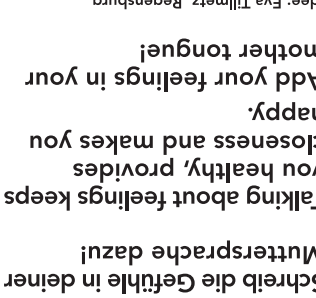 Schreib die Gefühle in deiner
Muttersprache dazu!
Talking about feelings keeps
you healthy, provides
closeness and makes you
happy.
Add your feelings in your
mother tongue!
Idee: Eva Tillmetz, Regensburg